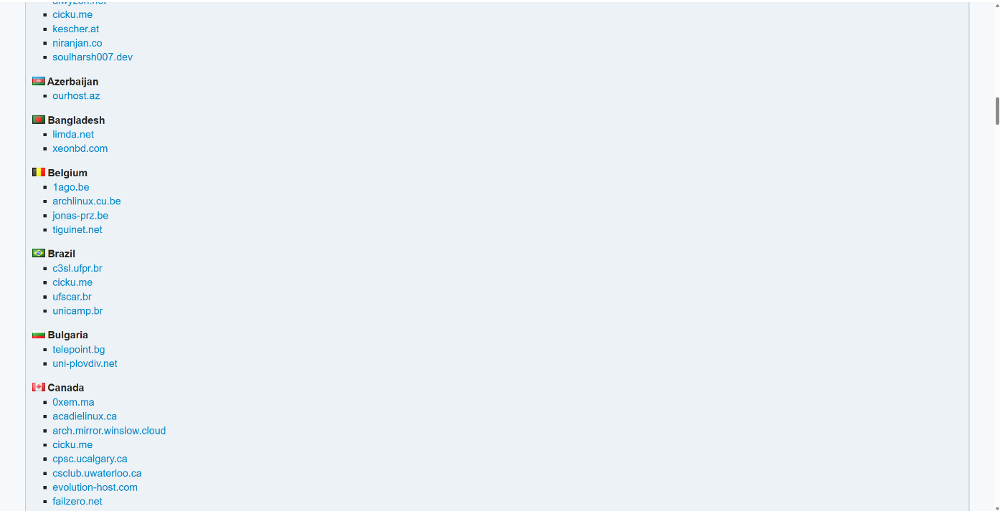 cicku.me
kescher.at
niranjan.co
soulharsh007.dev
Azerbaijan
ourhost.az
Bangladesh
limda.net
xeonbd.com
Belgium
1ago.be
archlinux.cu.be
jonas-prz.be
tiguinet.net
Brazil
c3sl.ufpr.br
cicku.me
ufscar.br
unicamp.br
Bulgaria
telepoint.bg
uni-plovdiv.net
Canada
0xem.ma
acadielinux.ca
arch.mirror.winslow.cloud
cicku.me
cpsc.ucalgary.ca
csclub.uwaterloo.ca
evolution-host.com
failzero.net